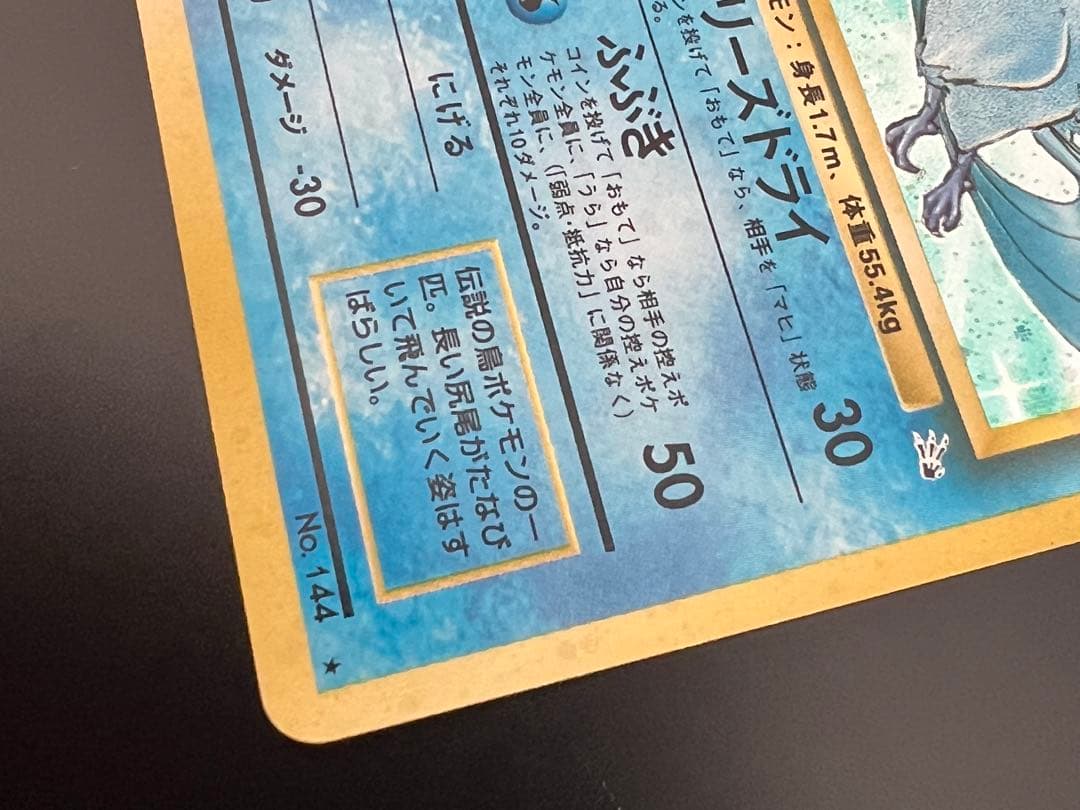 モン：身長1.7m、体重55.4kg
リーズドライ 30
ンを投げて「おもて」なら、相手を「マヒ」状態
る。
ふぶき 50
コインを投げて「おもて」なら相手の控えポ
ケモン全員に、「うら」なら自分の控えポケ
モン全員に、（「弱点・抵抗力」に関係なく）
それぞれ10ダメージ。
にげる
ダメージ -30
伝説の鳥ポケモンの一
匹。長い尻尾がたなび
いて飛んでいく姿はす
ばらしい。
No. 144 ★